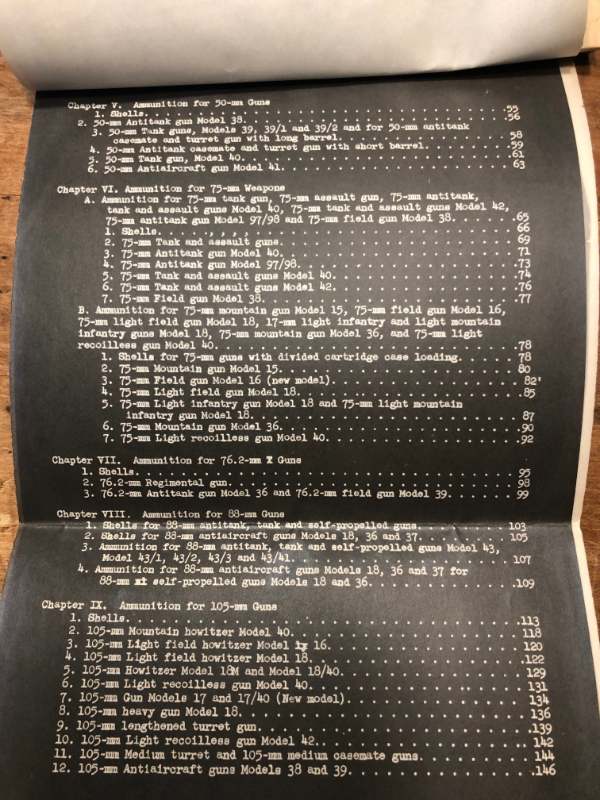 Chapter V. Ammunition for 50-mm Guns
1. Shells. . . . . . . . . . . . . . . . . . . . . . . . . . . . . .55
2. 50-mm Antitank gun Model 38. . . . . . . . . . . . . . . . . . . .56
3. 50-mm Tank guns, Models 39, 39/1 and 39/2 and for 50-mm antitank
casemate and turret gun with long barrel. . . . . . . . . . . . . 58
4. 50-mm Antitank casemate and turret gun with short barrel. . . . . .59
5. 50-mm Tank gun, Model 40. . . . . . . . . . . . . . . . . . . . .61
6. 50-mm Antiaircraft gun Model 41. . . . . . . . . . . . . . . . . . 63
Chapter VI. Ammunition for 75-mm Weapons
A. Ammunition for 75-mm tank gun, 75-mm assault gun, 75-mm antitank,
tank and assault guns Model 40, 75-mm tank and assault guns Model 42,
75-mm antitank gun Model 97/98 and 75-mm field gun Model 38. . . . . .65
1. Shells. . . . , , , . . . . . . . . . . . . . . . . . . . . . . 66
2. 75-mm Tank and assault guns. . . . . . . . . . . . . . . . . . . 69
3. 75-mm Antitank gun Model 40. . . . . . . . . . . . . . . . . . . 71
4. 75-mm Antitank gun Model 97/98. . . . . . . . . . . . . . . . . .73
5. 75-mm Tank and assault guns Model 40. . . . . . . . . . . . . . . 74
6. 75-mm Tank and assault guns Model 42. . . . . . . . . . . . . . . 76
7. 75-mm Field gun Model 38. . . . . . . . . . . . . . . . . . . . .77
B. Ammunition for 75-mm mountain gun Model 15, 75-mm field gun Model 16,
75-mm light field gun Model 18, 17-mm light infantry and light mountain
infantry guns Model 18, 75-mm mountain gun Model 36, and 75-mm light
recoilless gun Model 40. . . . . . . . . . . . . . . . . . . . . . . 78
1. Shells for 75-mm guns with divided cartridge case loading. . . . . 78
2. 75-mm Mountain gun Model 15. . . . . . . . . . . . . . . . . . . 80
3. 75-mm Field gun Model 16 (new model). . . . . . . . . . . . . . . 82'
4. 75-mm Light field gun Model 18. . . . . . . . . . . . . . . . . .85
5. 75-mm Light infantry gun Model 18 and 75-mm light mountain
infantry gun Model 18. . . . . . . . . . . . . . . . . . . . . . 87
6. 75-mm Mountain gun Model 36. . . . . . . . . . . . . . . . . . . .90
7. 75-mm Light recoilless gun Model 40. . . . . . . . . . . . . . . .92
Chapter VII. Ammunition for 76.2-mm Guns
1. Shells. . . . . . . . . . . . . . . . . . . . . . . . . . . . . 95
2. 76.2-mm Regimental gun. . . . . . . . . . . . . . . . . . . . . . 98
3. 76.2-mm Antitank gun Model 36 and 76.2-mm field gun Model 39. . . . 99
Chapter VIII. Ammunition for 88-mm Guns
1. Shells for 88-mm antitank, tank and self-propelled guns. . . . . . 103
2. Shells for 88-mm antiaircraft guns Models 18, 36 and 37. . . . . . 105
3. Ammunition for 88-mm antitank, tank and self-propelled guns Model 43,
Model 43/1, 43/2, 43/3 and 43/41. . . . . . . . . . . . . . . . . 107
4. Ammunition for 88-mm antiaircraft guns Models 18, 36 and 37 for
88-mm self-propelled guns Models 18 and 36. . . . . . . . . . . . .109
Chapter IX. Ammunition for 105-mm Guns
1. Shells. . . . . . . . . . . . . . . . . . . . . . . . . . . . . .113
2. 105-mm Mountain howitzer Model 40. . . . . . . . . . . . . . . . . 118
3. 105-mm Light field howitzer Model 16. . . . . . . . . . . . . . . 120
4. 105-mm Light field howitzer Model 18. . . . . . . . . . . . . . . .122
5. 105-mm Howitzer Model 18M and Model 18/40. . . . . . . . . . . . . 129
6. 105-mm Light recoilless gun Model 40. . . . . . . . . . . . . . . 131
7. 105-mm Gun Models 17 and 17/40 (New model). . . . . . . . . . . . . 134
8. 105-mm heavy gun Model 18. . . . . . . . . . . . . . . . . . . . . 136
9. 105-mm lengthened turret gun. . . . . . . . . . . . . . . . . . . .139
10. 105-mm Light recoilless gun Model 42. . . . . . . . . . . . . . . .142
11. 105-mm Medium turret and 105-mm medium casemate guns. . . . . . . .144
12. 105-mm Antiaircraft guns Models 38 and 39. . . . . . . . . . . . . .146